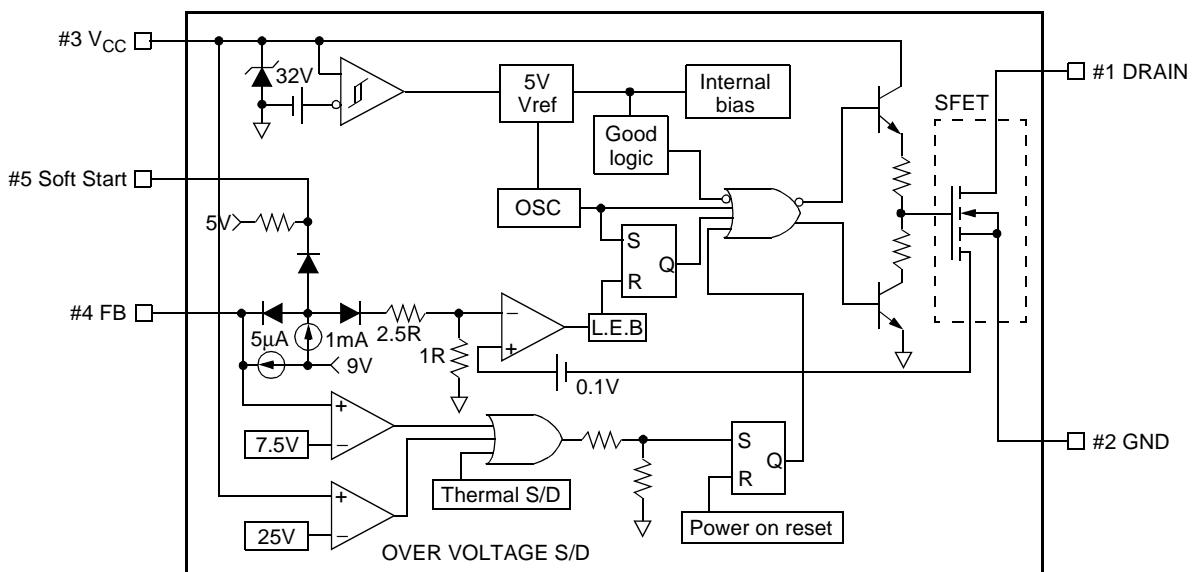 #3 VCC
32V
5V
Vref
Internal
bias
#1 DRAIN
SFET
Good
logic
#5 Soft Start
5V
OSC
S
Q
R
#4 FB
5μA
1mA
2.5R
9V
1R
−
+
L.E.B
0.1V
+
7.5V
−
S
Q
R
#2 GND
Thermal S/D
+
25V
−
Power on reset
OVER VOLTAGE S/D